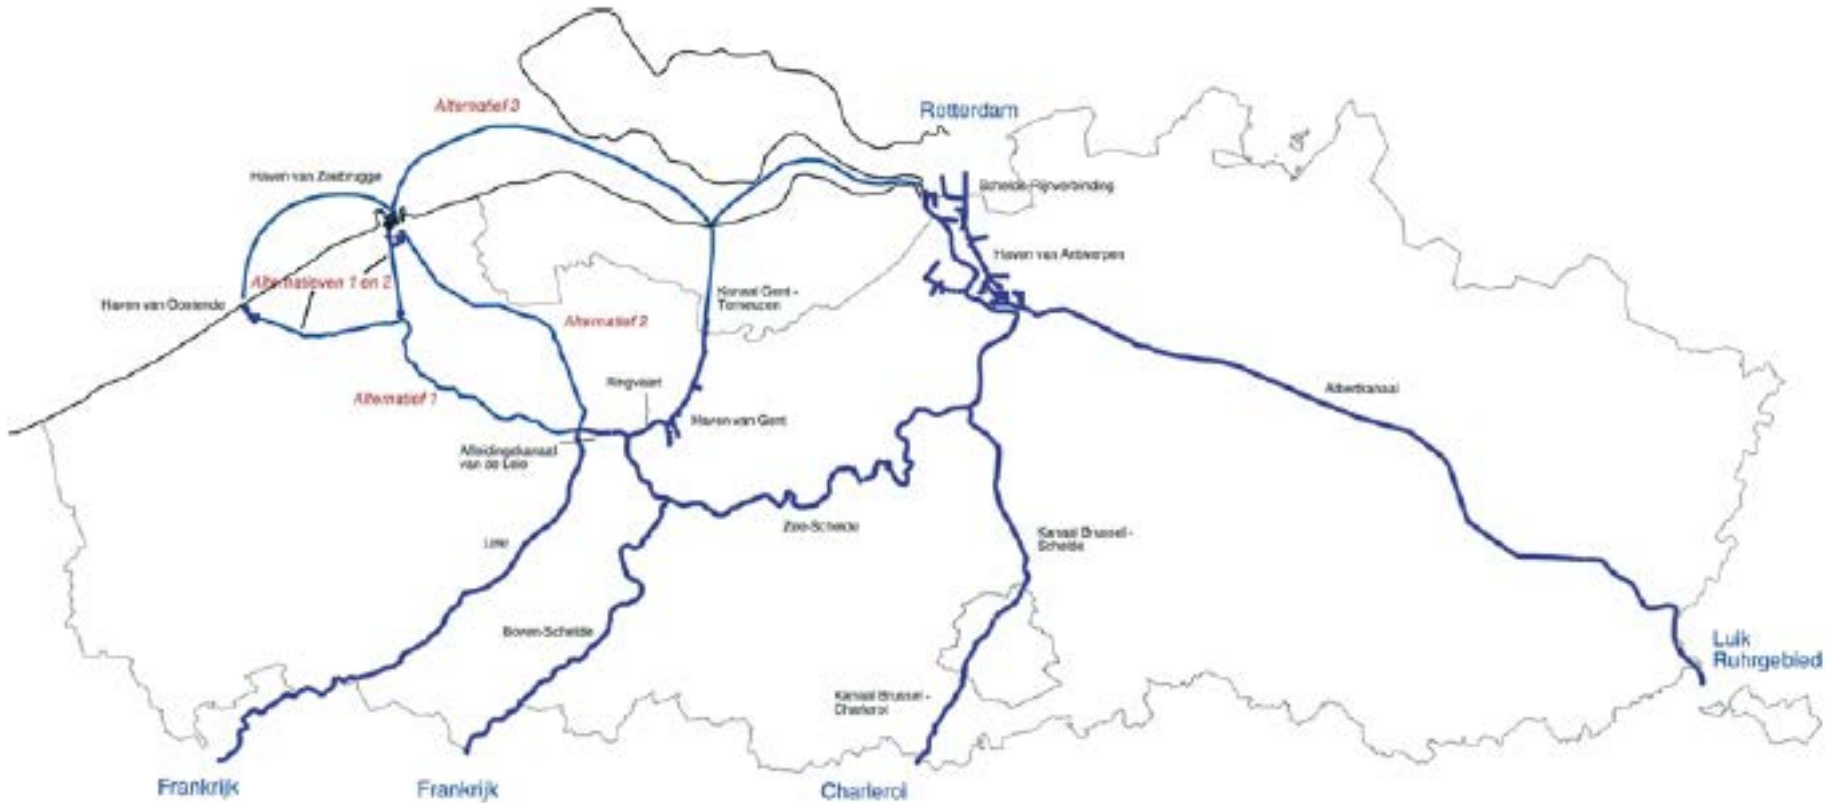 Alternatief 3
Rotterdam
Haven van Zeebrugge
Schelde-Rijnverbinding
Haven van Antwerpen
Alternatieven 1 en 2
Haven van Oostende
Kanaal Gent -
Terneuzen
Alternatief 2
Ringvaart
Albertkanaal
Alternatief 1
Haven van Gent
Afleidingskanaal
van de Leie
Zee-Schelde
Kanaal Brussel -
Schelde
Leie
Boven-Schelde
Luik
Ruhrgebied
Kanaal Brussel -
Charleroi
Frankrijk
Frankrijk
Charleroi